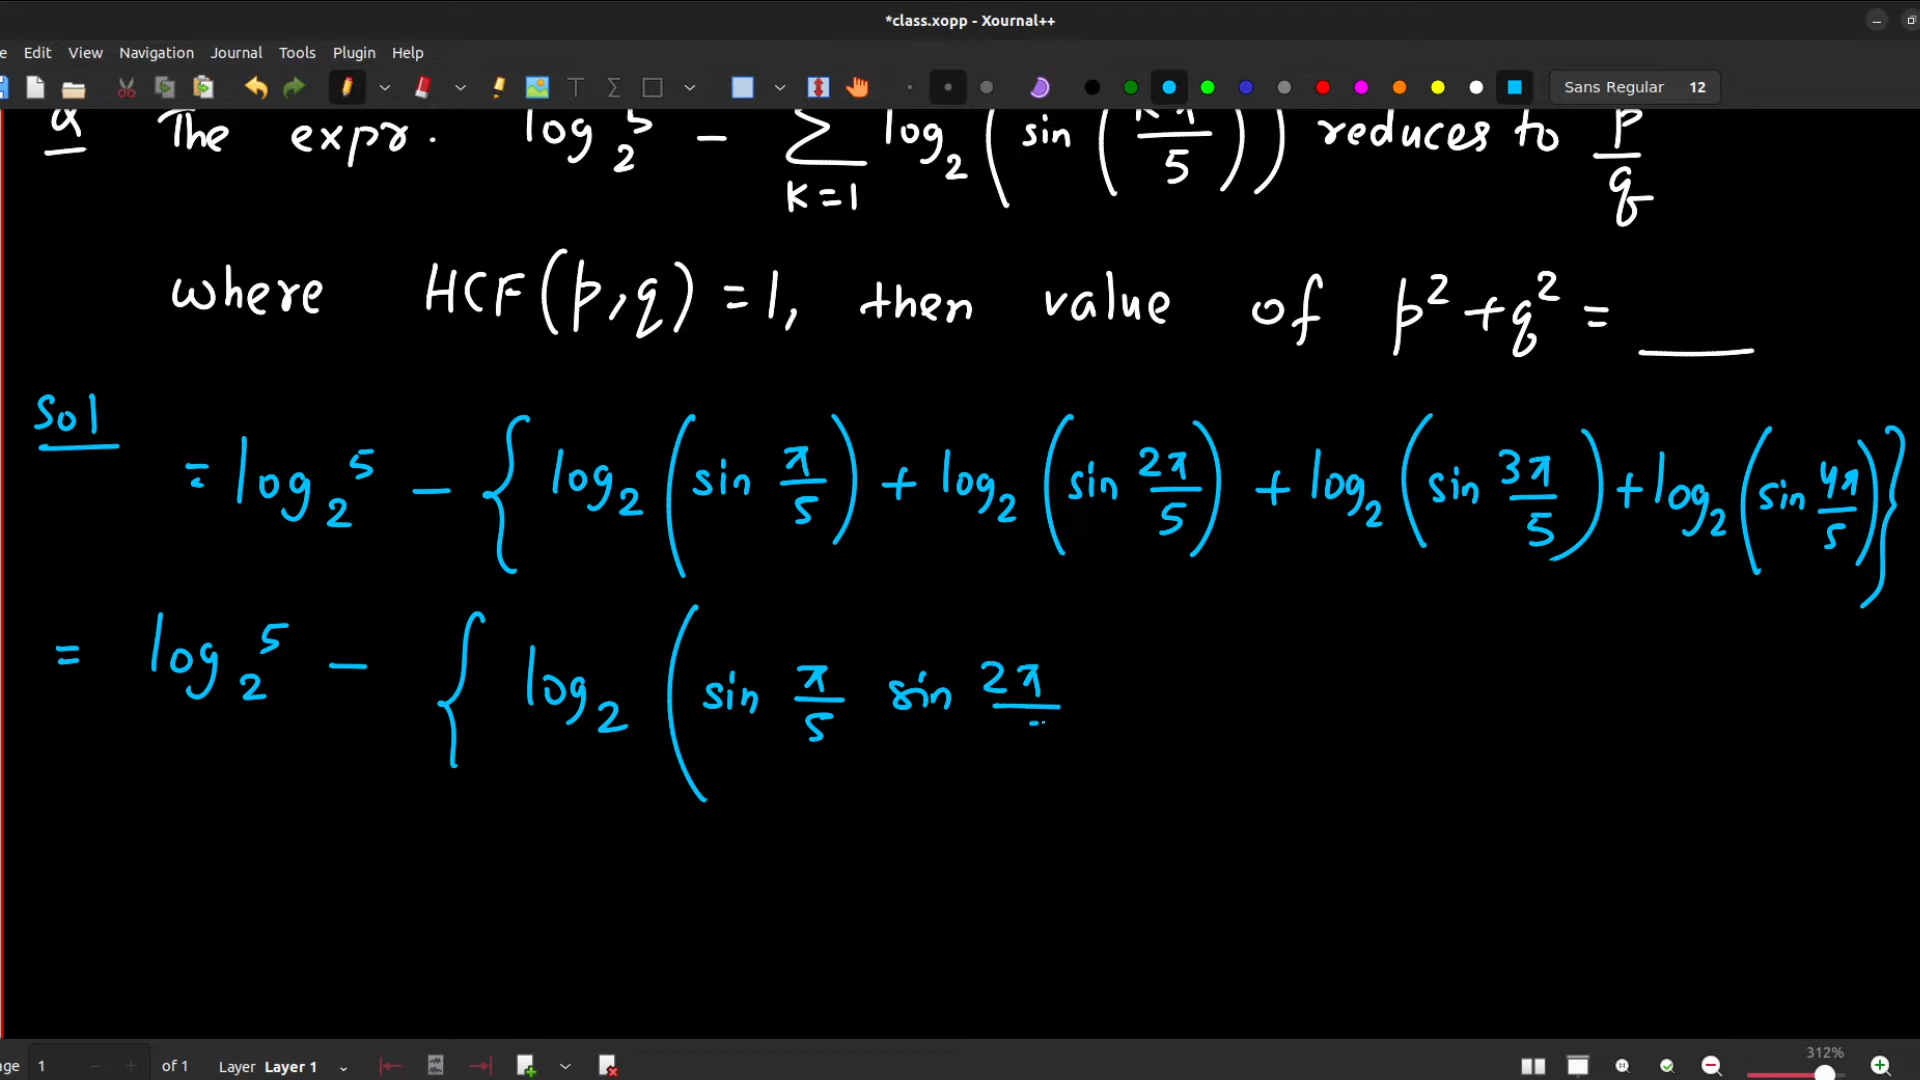 *class.xopp - Xournal++
Edit View Navigation Journal Tools Plugin Help
Sans Regular 12
Q The expr. log₂5 - ∑ K=1 log₂(sin(Kπ/5)) reduces to p/q
where HCF(p,q) = 1, then value of p²+q² = ____
Sol
= log₂5 - { log₂(sin π/5) + log₂(sin 2π/5) + log₂(sin 3π/5) + log₂(sin 4π/5) }
= log₂5 - { log₂( sin π/5 sin 2π/
age 1 of 1 Layer Layer 1 312%